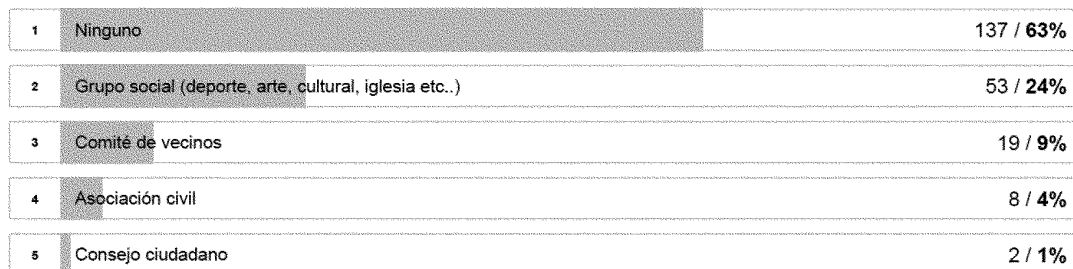 1 Ninguno 137 / 63%
2 Grupo social (deporte, arte, cultural, iglesia etc..) 53 / 24%
3 Comité de vecinos 19 / 9%
4 Asociación civil 8 / 4%
5 Consejo ciudadano 2 / 1%